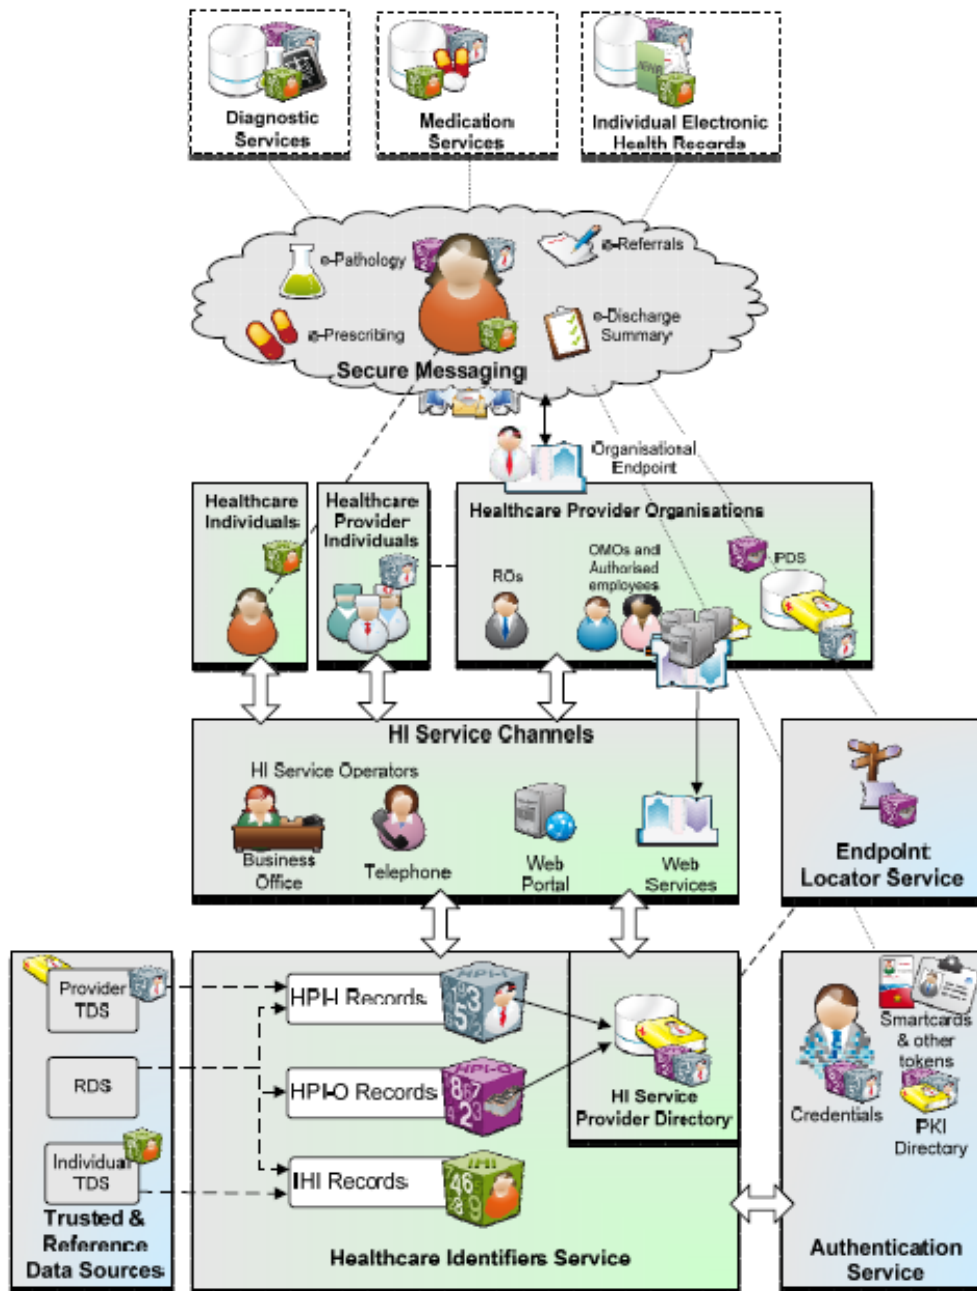 Diagnostic
Services
Medication
Services
Individual Electronic
Health Records
e-Pathology
e-Referrals
e-Prescribing
e-Discharge
Summary
Secure Messaging
Organisational
Endpoint
Healthcare
Individuals
Healthcare
Provider
Individuals
Healthcare Provider Organisations
ROs
OMOs and
Authorised
employees
PDS
HI Service Channels
HI Service Operators
Business
Office
Telephone
Web
Portal
Web
Services
Endpoint
Locator Service
Provider
TDS
RDS
Individual
TDS
Trusted &
Reference
Data Sources
HPI-I Records
HPI-I
HPI-O Records
HPI-O
IHI Records
IHI
HI Service
Provider Directory
Healthcare Identifiers Service
Smartcards
& other
tokens
Credentials
PKI
Directory
Authentication
Service